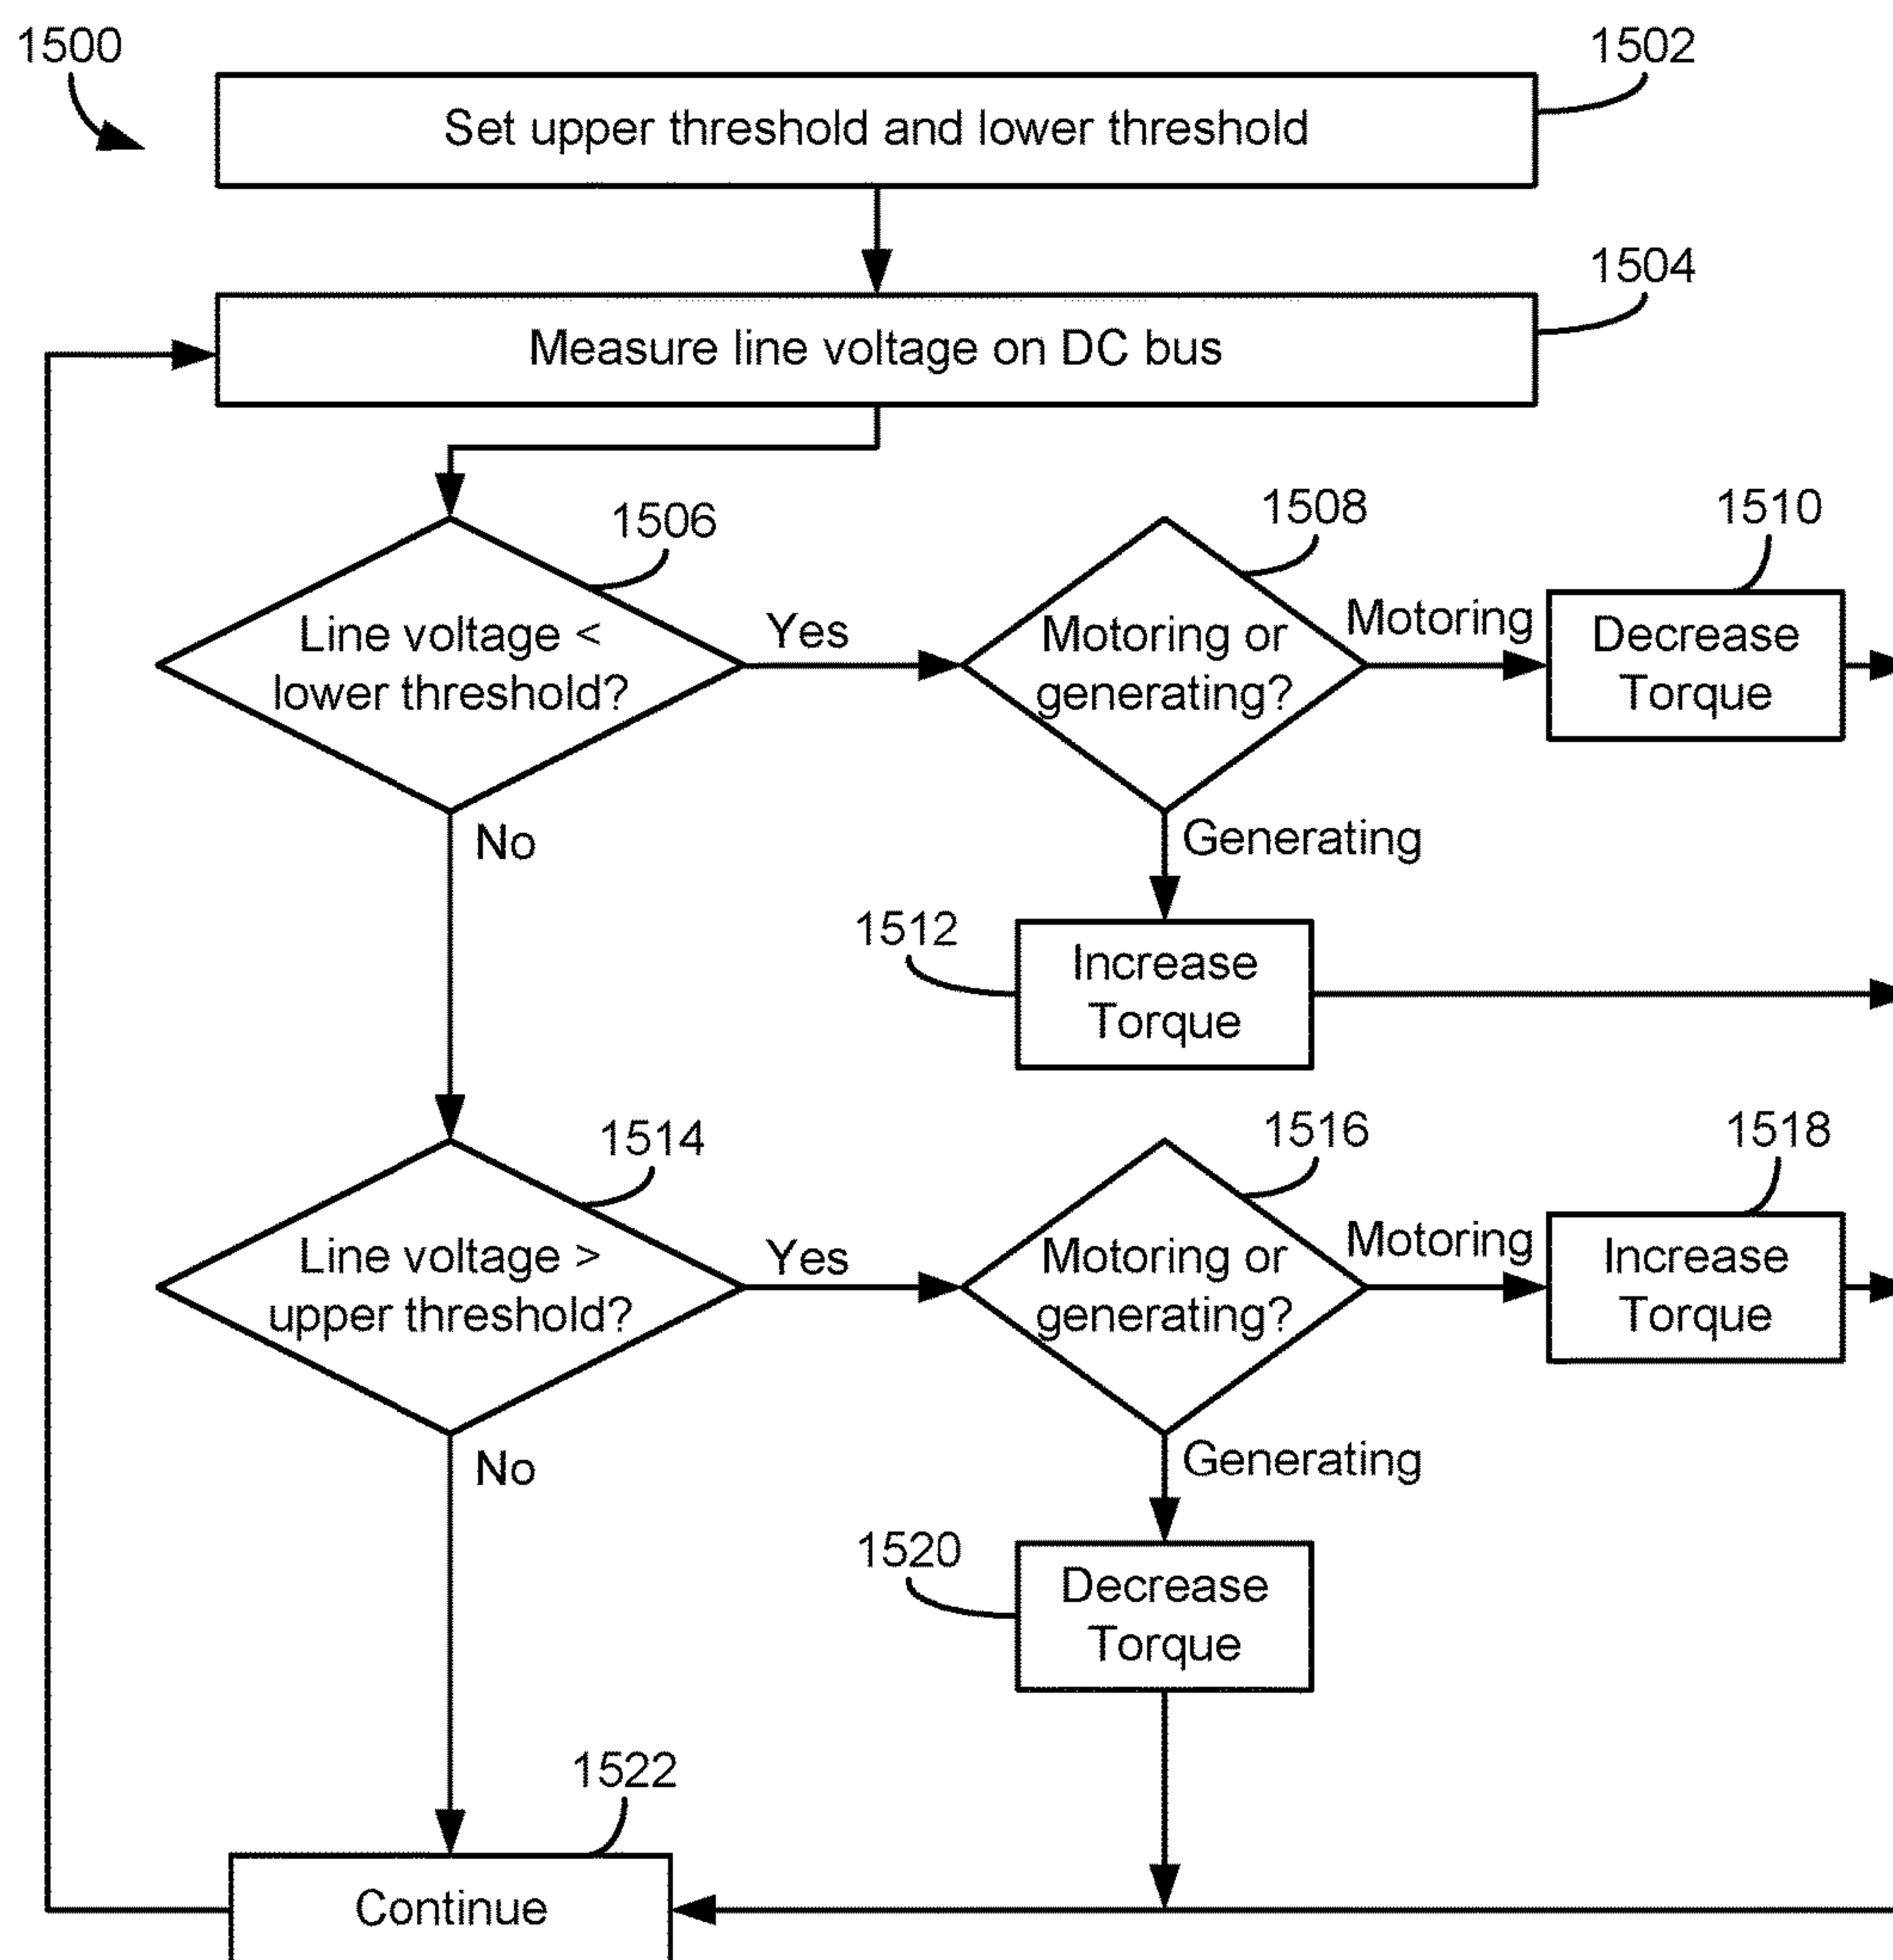 1500
1502
Set upper threshold and lower threshold
1504
Measure line voltage on DC bus
1506
1508
1510
Line voltage <
lower threshold?
Yes
Motoring or
generating?
Motoring
Decrease
Torque
No
Generating
1512
Increase
Torque
1514
1516
1518
Line voltage >
upper threshold?
Yes
Motoring or
generating?
Motoring
Increase
Torque
No
Generating
1520
Decrease
Torque
1522
Continue